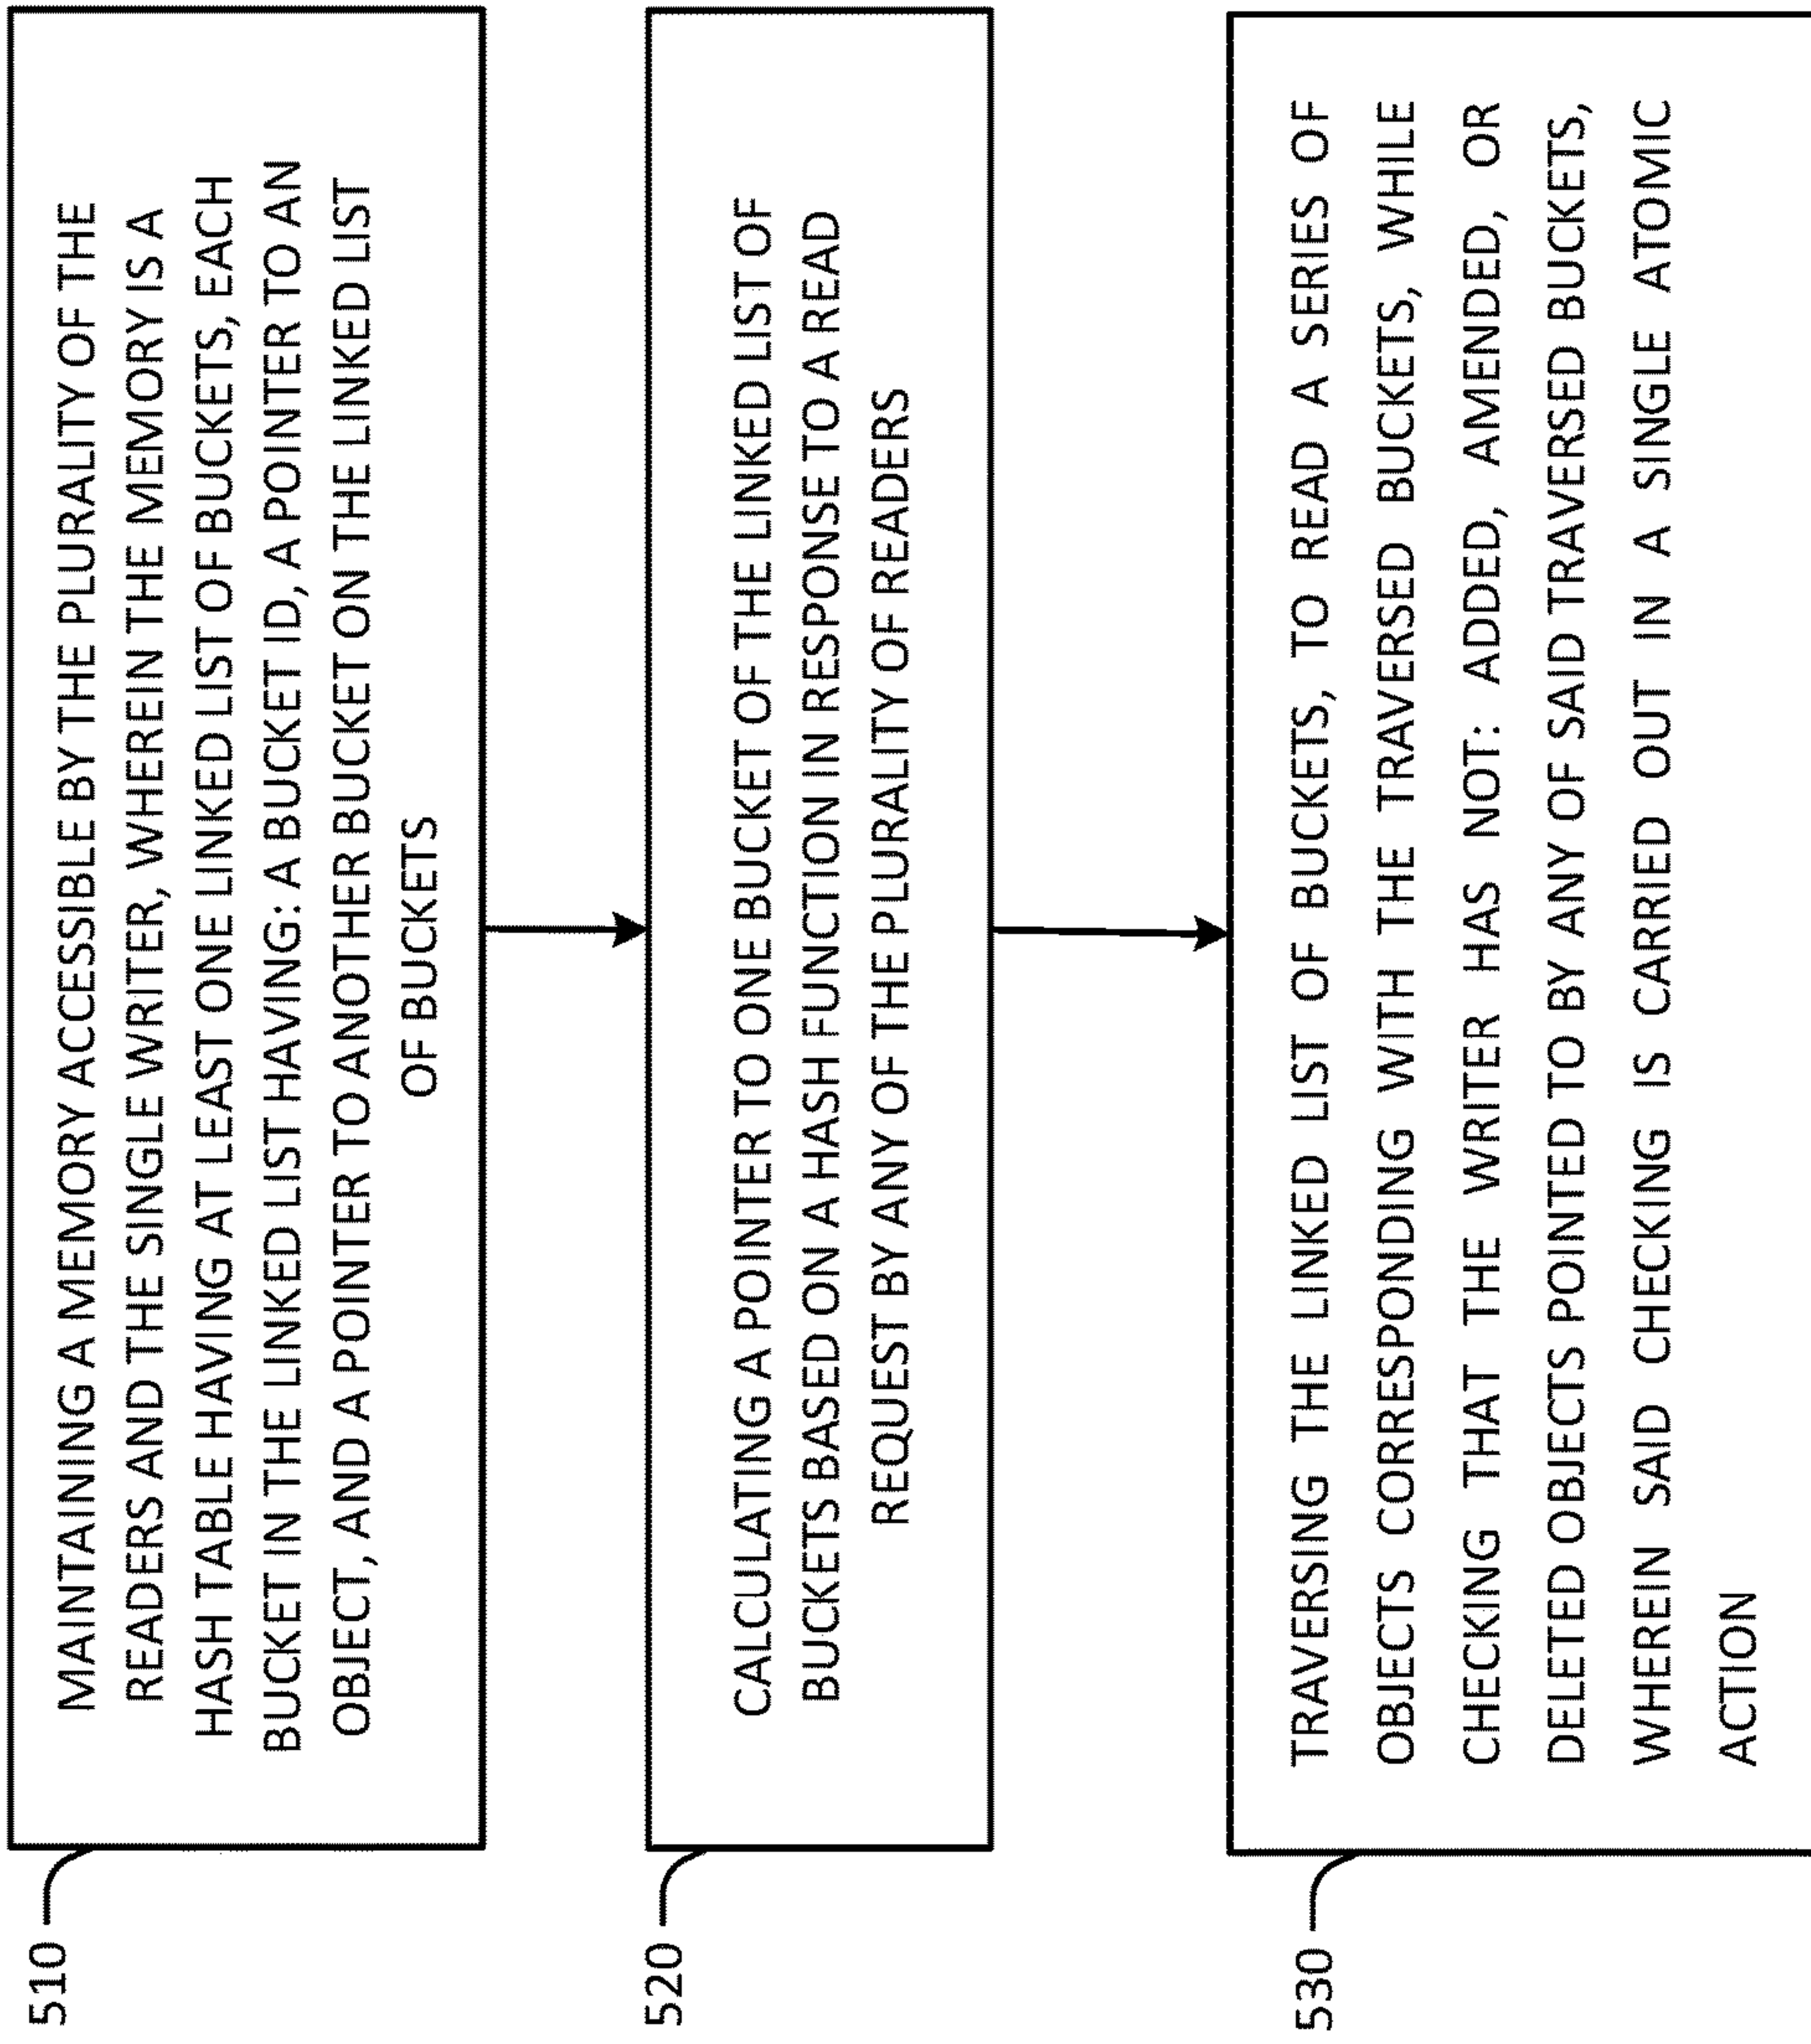 510
MAINTAINING A MEMORY ACCESSIBLE BY THE PLURALITY OF THE
READERS AND THE SINGLE WRITER, WHEREIN THE MEMORY IS A
HASH TABLE HAVING AT LEAST ONE LINKED LIST OF BUCKETS, EACH
BUCKET IN THE LINKED LIST HAVING: A BUCKET ID, A POINTER TO AN
OBJECT, AND A POINTER TO ANOTHER BUCKET ON THE LINKED LIST
OF BUCKETS
520
CALCULATING A POINTER TO ONE BUCKET OF THE LINKED LIST OF
BUCKETS BASED ON A HASH FUNCTION IN RESPONSE TO A READ
REQUEST BY ANY OF THE PLURALITY OF READERS
530
TRAVERSING THE LINKED LIST OF BUCKETS, TO READ A SERIES OF
OBJECTS CORRESPONDING WITH THE TRAVERSED BUCKETS, WHILE
CHECKING THAT THE WRITER HAS NOT: ADDED, AMENDED, OR
DELETED OBJECTS POINTED TO BY ANY OF SAID TRAVERSED BUCKETS,
WHEREIN SAID CHECKING IS CARRIED OUT IN A SINGLE ATOMIC
ACTION